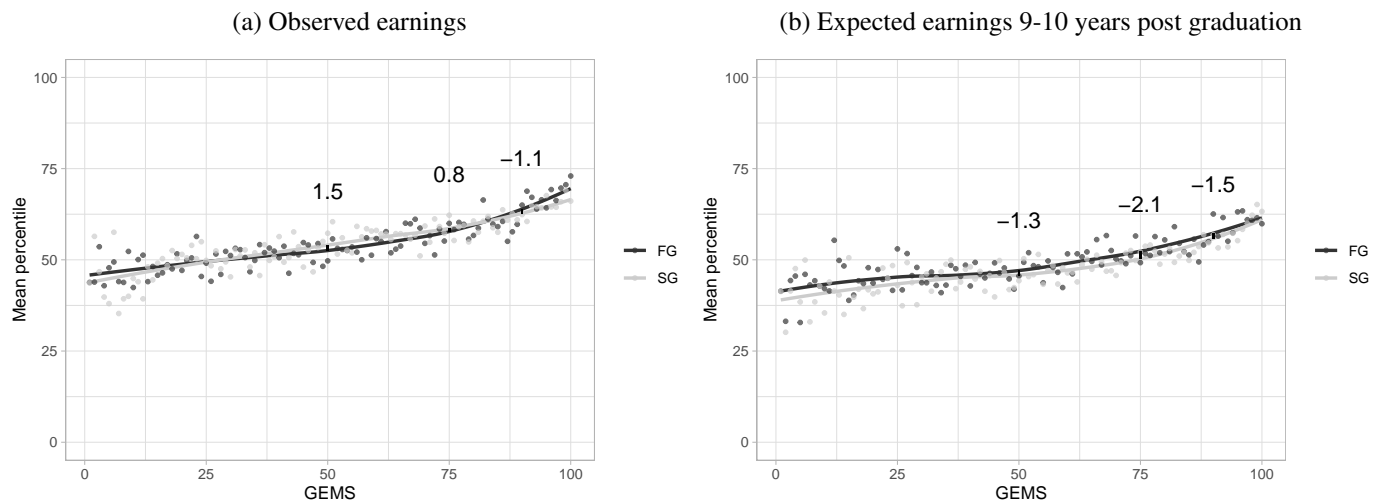 (a) Observed earnings
100
75
50
25
0
Mean percentile
1.5
0.8
−1.1
0
25
50
75
100
GEMS
FG
SG
(b) Expected earnings 9-10 years post graduation
100
75
50
25
0
Mean percentile
−1.3
−2.1
−1.5
0
25
50
75
100
GEMS
FG
SG